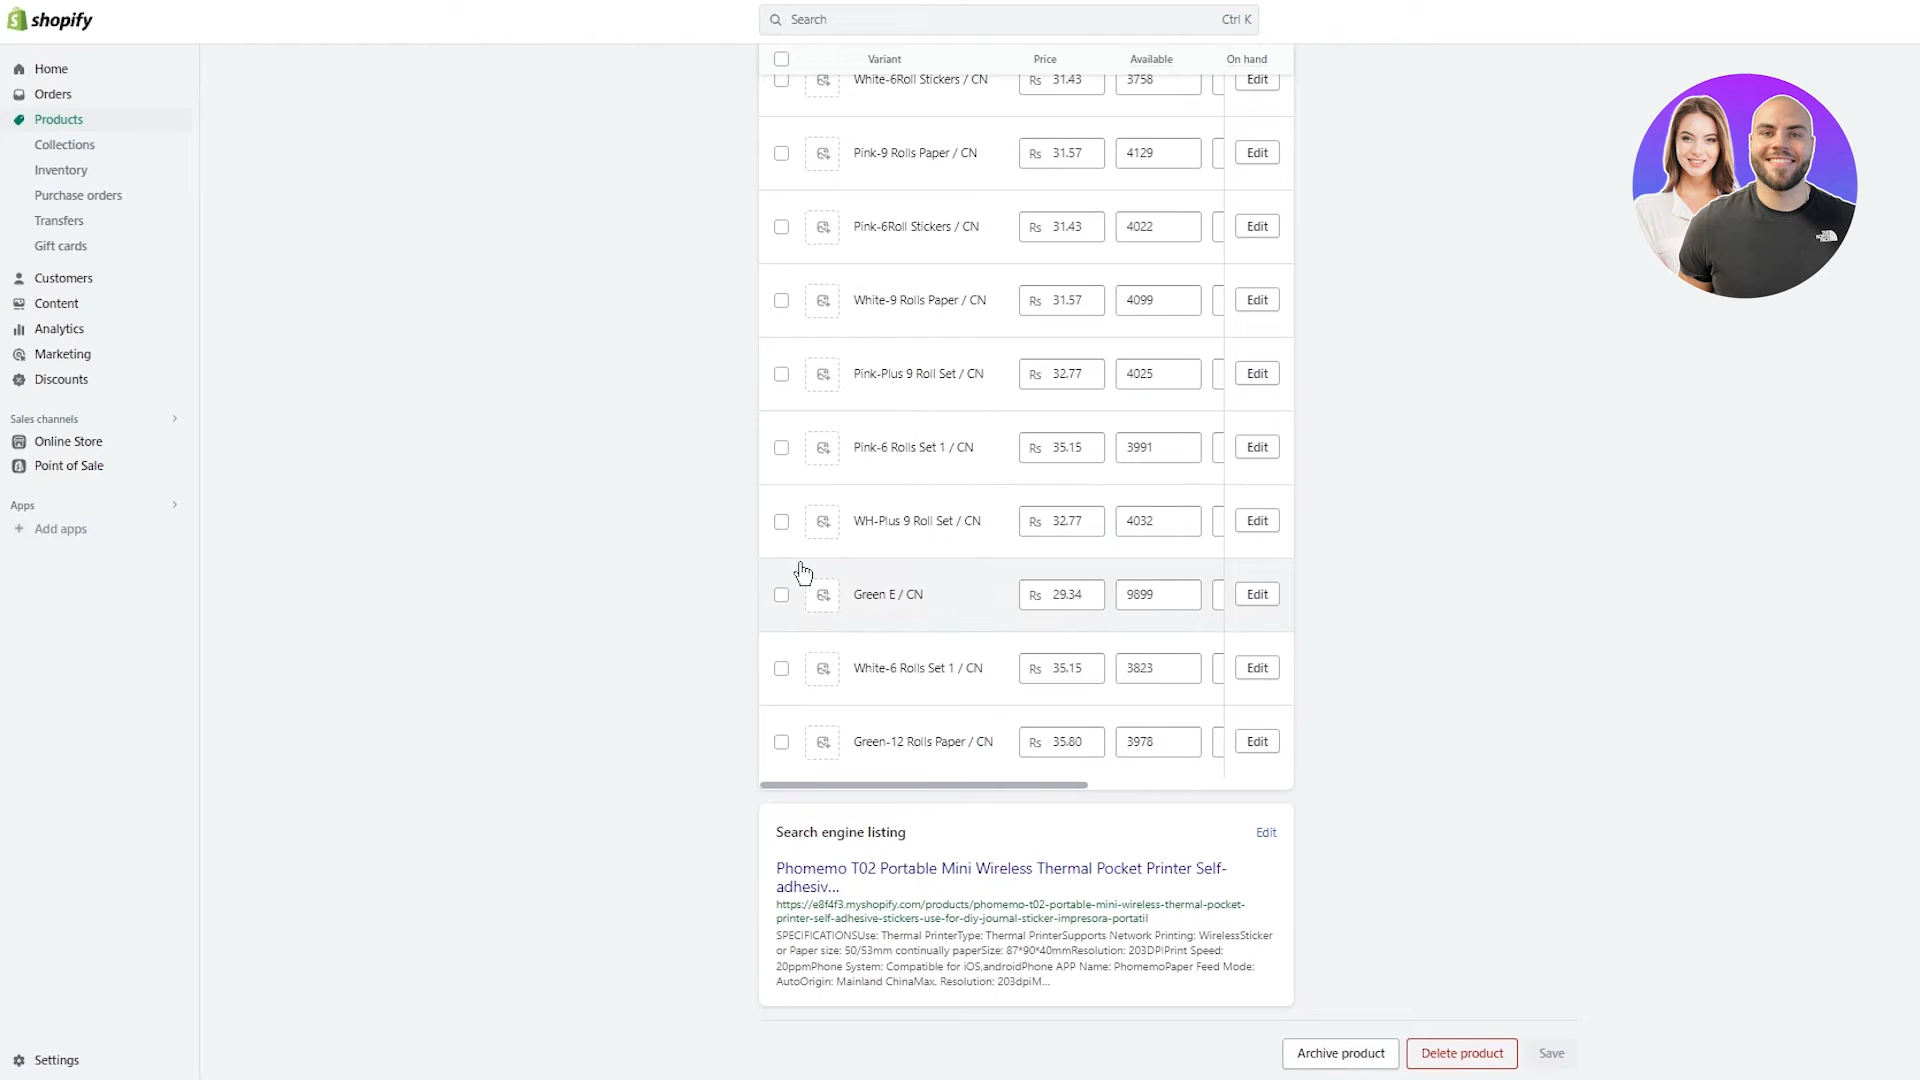 shopify
Search Ctrl K
Home
Orders
Products
Collections
Inventory
Purchase orders
Transfers
Gift cards
Customers
Content
Analytics
Marketing
Discounts
Sales channels
Online Store
Point of Sale
Apps
Add apps
Settings
Variant Price Available On hand
White-6Roll Stickers / CN Rs 31.43 3758 Edit
Pink-9 Rolls Paper / CN Rs 31.57 4129 Edit
Pink-6Roll Stickers / CN Rs 31.43 4022 Edit
White-9 Rolls Paper / CN Rs 31.57 4099 Edit
Pink-Plus 9 Roll Set / CN Rs 32.77 4025 Edit
Pink-6 Rolls Set 1 / CN Rs 35.15 3991 Edit
WH-Plus 9 Roll Set / CN Rs 32.77 4032 Edit
Green E / CN Rs 29.34 9899 Edit
White-6 Rolls Set 1 / CN Rs 35.15 3823 Edit
Green-12 Rolls Paper / CN Rs 35.80 3978 Edit
Search engine listing Edit
Phomemo T02 Portable Mini Wireless Thermal Pocket Printer Self-
adhesiv...
https://e8f4f3.myshopify.com/products/phomemo-t02-portable-mini-wireless-thermal-pocket-
printer-self-adhesive-stickers-use-for-diy-journal-sticker-impresora-portatil
SPECIFICATIONSUse: Thermal PrinterType: Thermal PrinterSupports Network Printing: WirelessSticker
or Paper size: 50/53mm continually paperSize: 87*90*40mmResolution: 203DPIPrint Speed:
20ppmPhone System: Compatible for iOS,androidPhone APP Name: PhomemoPaper Feed Mode:
AutoOrigin: Mainland ChinaMax. Resolution: 203dpiM...
Archive product Delete product Save